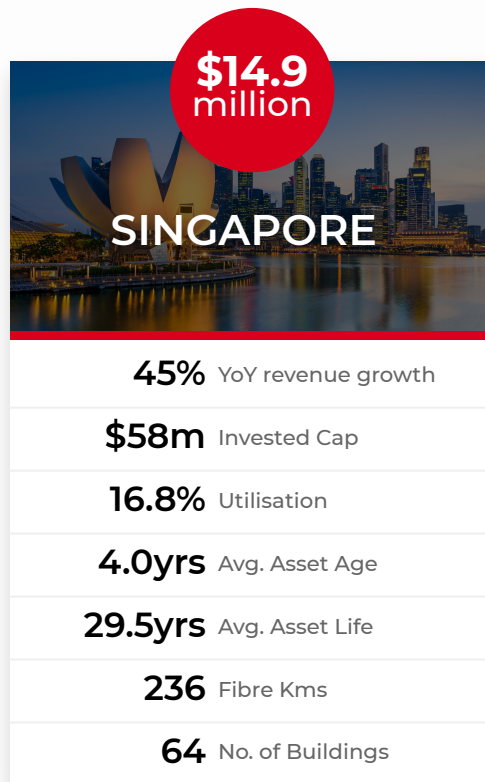 $14.9
million
SINGAPORE
45% YoY revenue growth
$58m Invested Cap
16.8% Utilisation
4.0yrs Avg. Asset Age
29.5yrs Avg. Asset Life
236 Fibre Kms
64 No. of Buildings